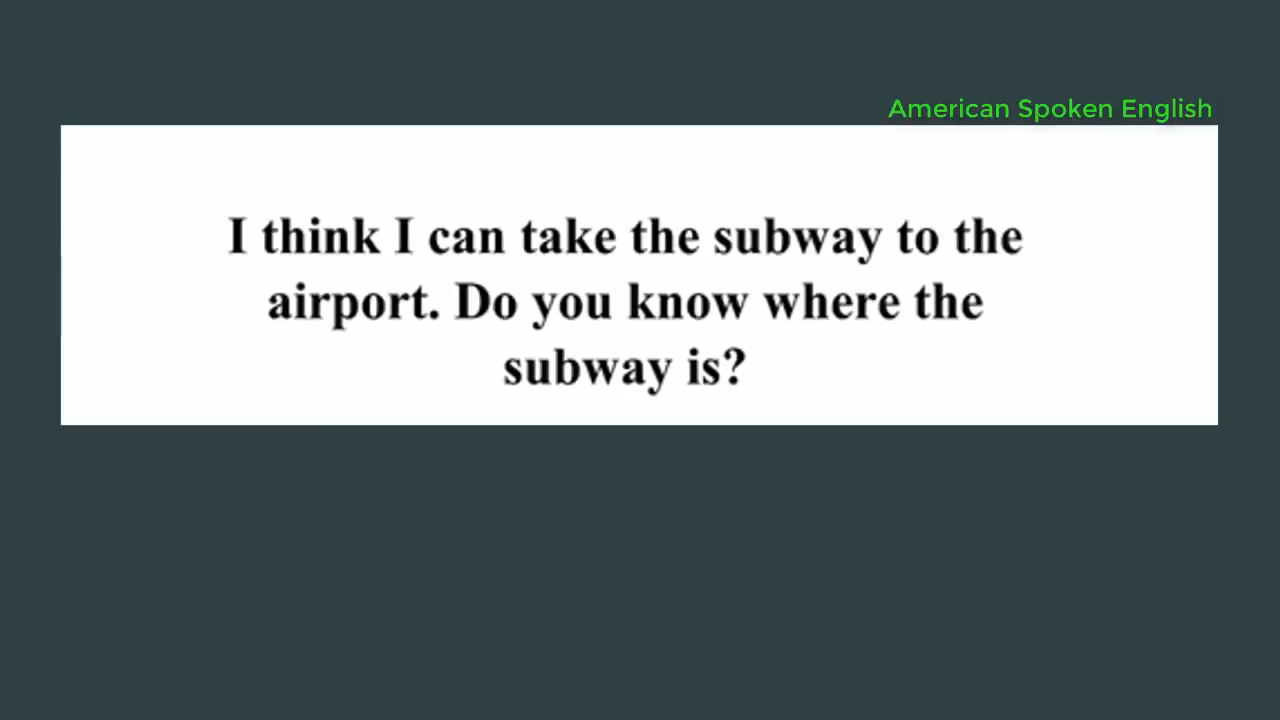 American Spoken English
I think I can take the subway to the
airport. Do you know where the
subway is?